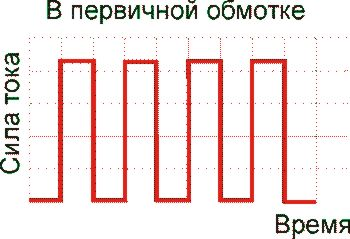 В первичной обмотке
Сила тока
Время